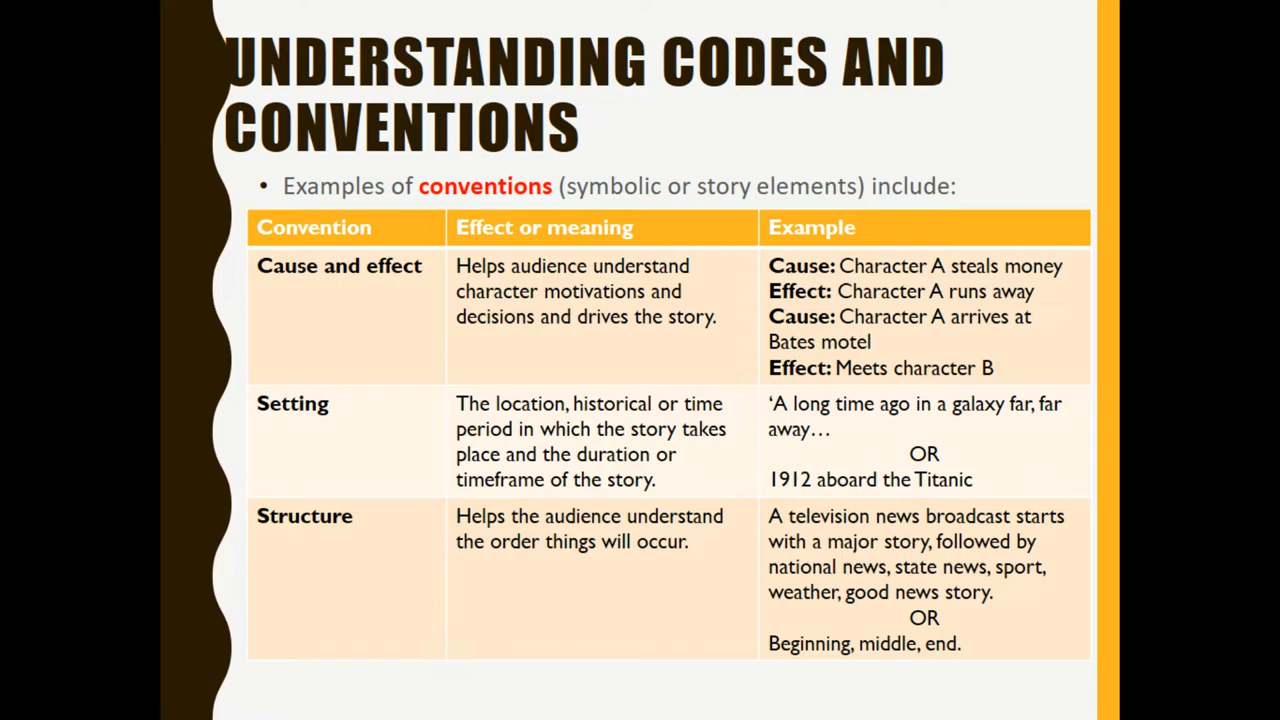 UNDERSTANDING CODES AND
CONVENTIONS
• Examples of conventions (symbolic or story elements) include:
Convention
Effect or meaning
Example
Cause and effect
Helps audience understand
character motivations and
decisions and drives the story.
Cause: Character A steals money
Effect: Character A runs away
Cause: Character A arrives at
Bates motel
Effect: Meets character B
Setting
The location, historical or time
period in which the story takes
place and the duration or
timeframe of the story.
‘A long time ago in a galaxy far, far
away…
OR
1912 aboard the Titanic
Structure
Helps the audience understand
the order things will occur.
A television news broadcast starts
with a major story, followed by
national news, state news, sport,
weather, good news story.
OR
Beginning, middle, end.